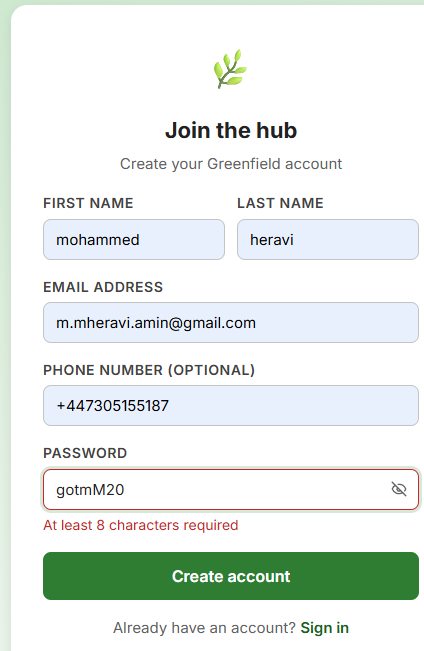 Join the hub
Create your Greenfield account
FIRST NAME LAST NAME
mohammed heravi
EMAIL ADDRESS
m.mheravi.amin@gmail.com
PHONE NUMBER (OPTIONAL)
+447305155187
PASSWORD
gotmM20
At least 8 characters required
Create account
Already have an account? Sign in